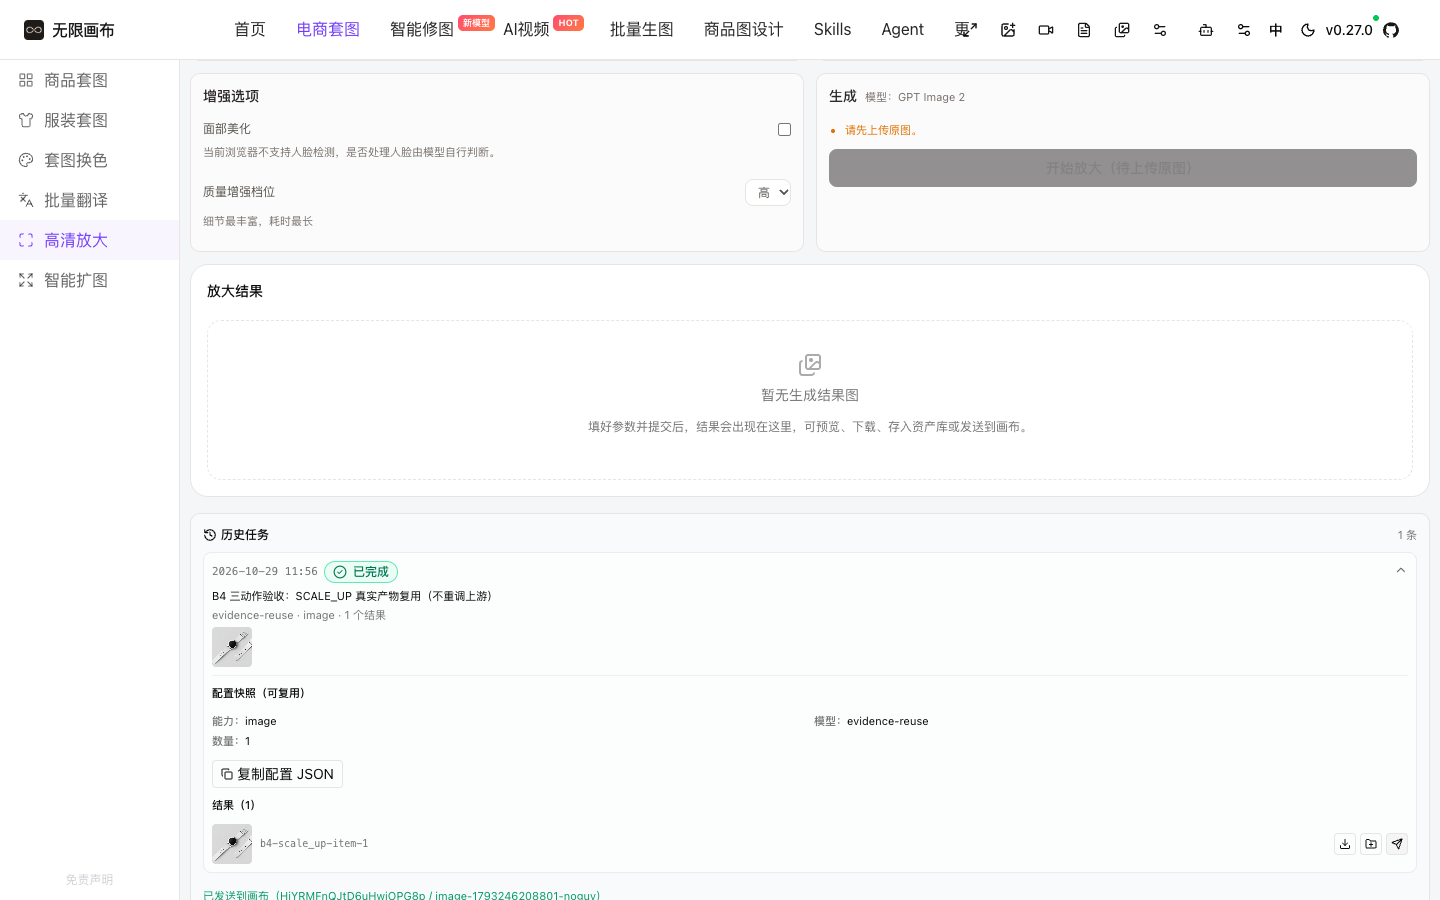 无限画布
首页
电商套图
智能修图
新模型
AI视频
HOT
批量生图
商品图设计
Skills
Agent
中
v0.27.0
商品套图
服装套图
套图换色
批量翻译
高清放大
智能扩图
免责声明
增强选项
面部美化
当前浏览器不支持人脸检测，是否处理人脸由模型自行判断。
质量增强档位
高
细节最丰富，耗时最长
生成 模型：GPT Image 2
请先上传原图。
开始放大（待上传原图）
放大结果
暂无生成结果图
填好参数并提交后，结果会出现在这里，可预览、下载、存入资产库或发送到画布。
历史任务
1 条
2026-10-29 11:56 已完成
B4 三动作验收：SCALE_UP 真实产物复用（不重调上游）
evidence-reuse · image · 1 个结果
配置快照（可复用）
能力：image
模型：evidence-reuse
数量：1
复制配置 JSON
结果（1）
b4-scale_up-item-1